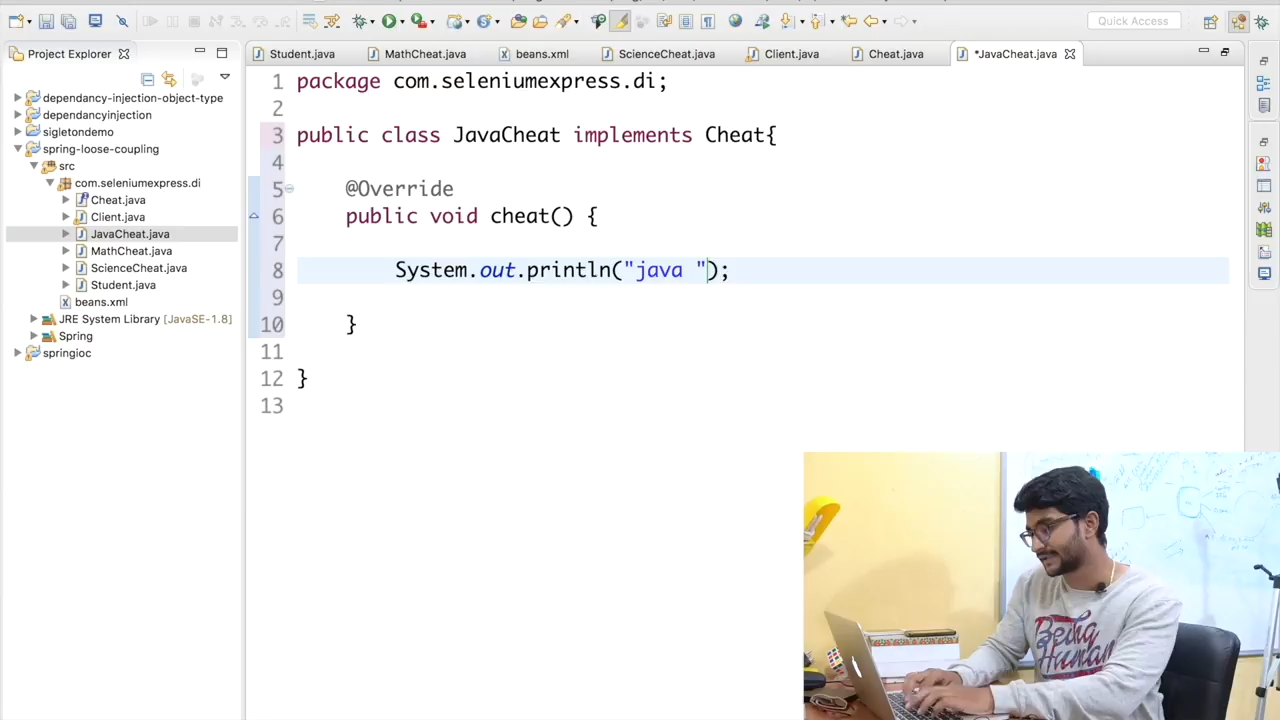 Quick Access
Project Explorer
Student.java
MathCheat.java
beans.xml
ScienceCheat.java
Client.java
Cheat.java
*JavaCheat.java
dependancy-injection-object-type
dependancyinjection
sigletondemo
spring-loose-coupling
src
com.seleniumexpress.di
Cheat.java
Client.java
JavaCheat.java
MathCheat.java
ScienceCheat.java
Student.java
beans.xml
JRE System Library [JavaSE-1.8]
Spring
springioc
1 package com.seleniumexpress.di;
2
3 public class JavaCheat implements Cheat{
4
5 @Override
6 public void cheat() {
7
8 System.out.println("java ");
9
10 }
11
12 }
13
Being
Human